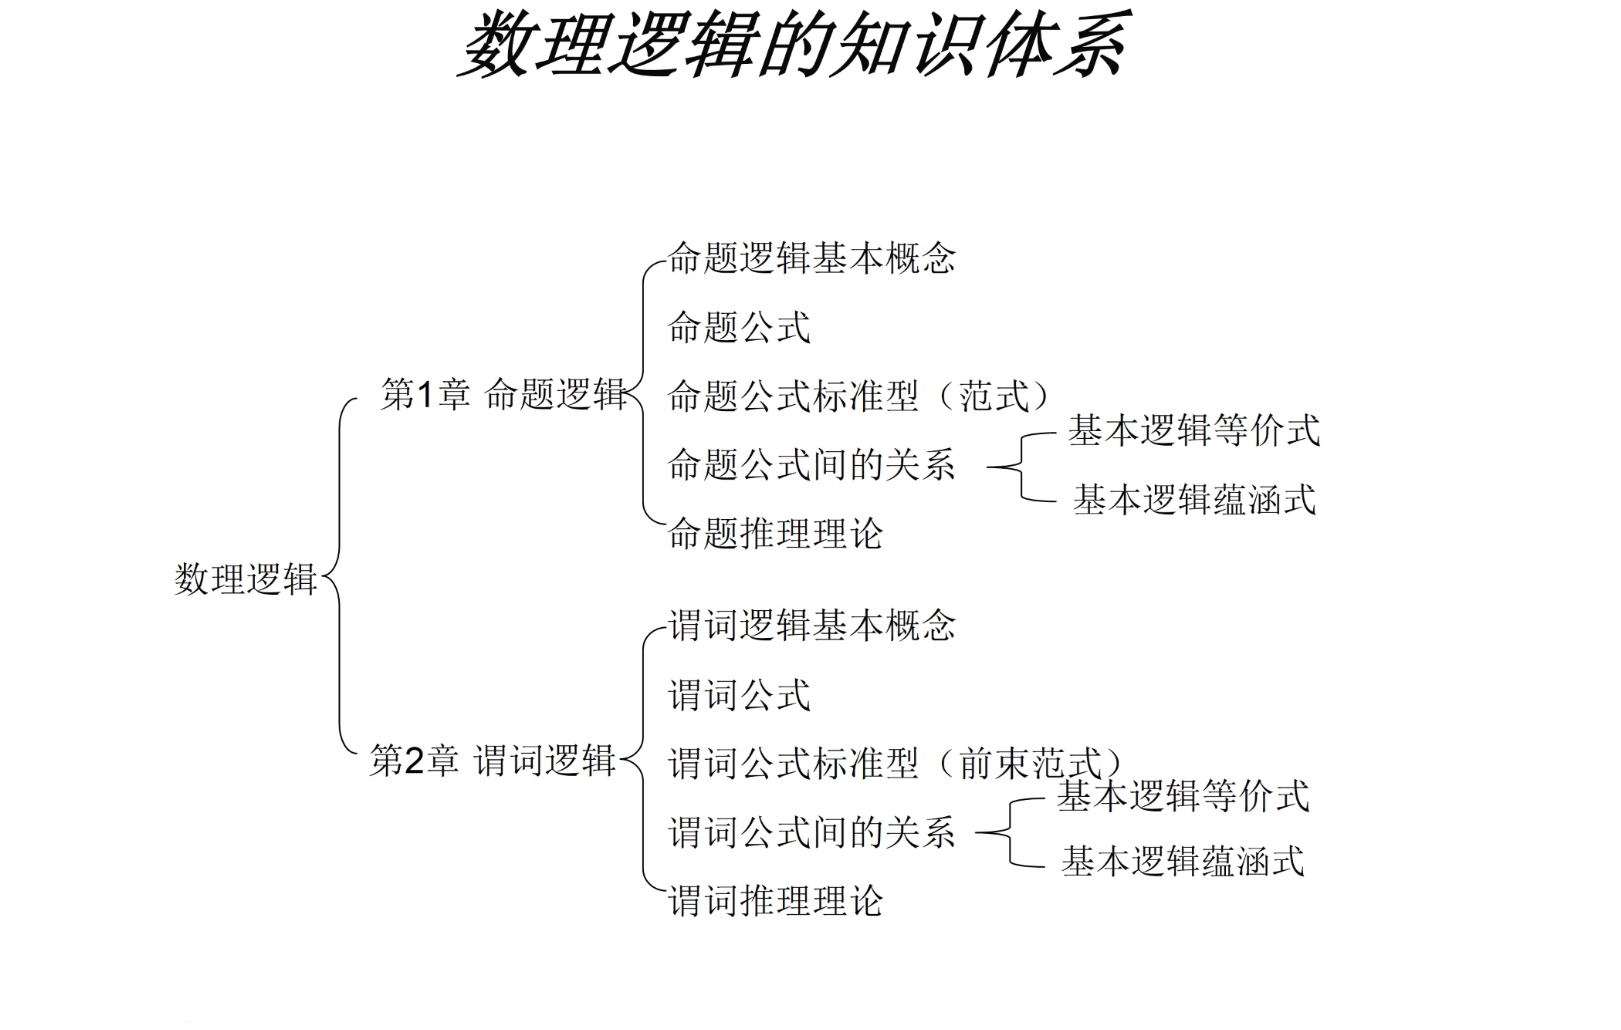 数理逻辑的知识体系
数理逻辑
第1章 命题逻辑
命题逻辑基本概念
命题公式
命题公式标准型（范式）
命题公式间的关系
基本逻辑等价式
基本逻辑蕴涵式
命题推理理论
第2章 谓词逻辑
谓词逻辑基本概念
谓词公式
谓词公式标准型（前束范式）
谓词公式间的关系
基本逻辑等价式
基本逻辑蕴涵式
谓词推理理论